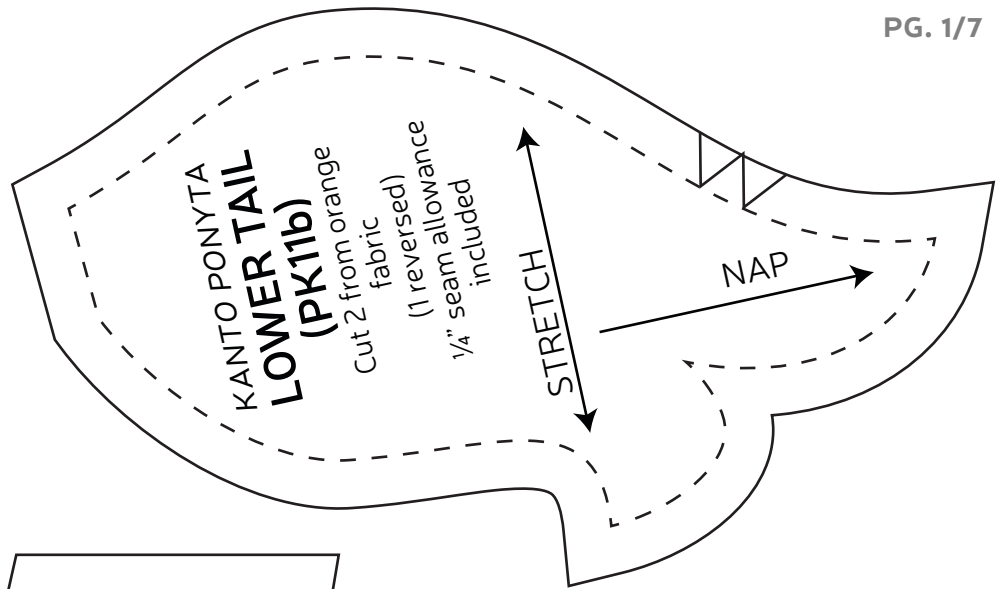 PG. 1/7
KANTO PONYTA
LOWER TAIL
(PK11b)
Cut 2 from orange
fabric
(1 reversed)
¼” seam allowance
included
STRETCH
NAP